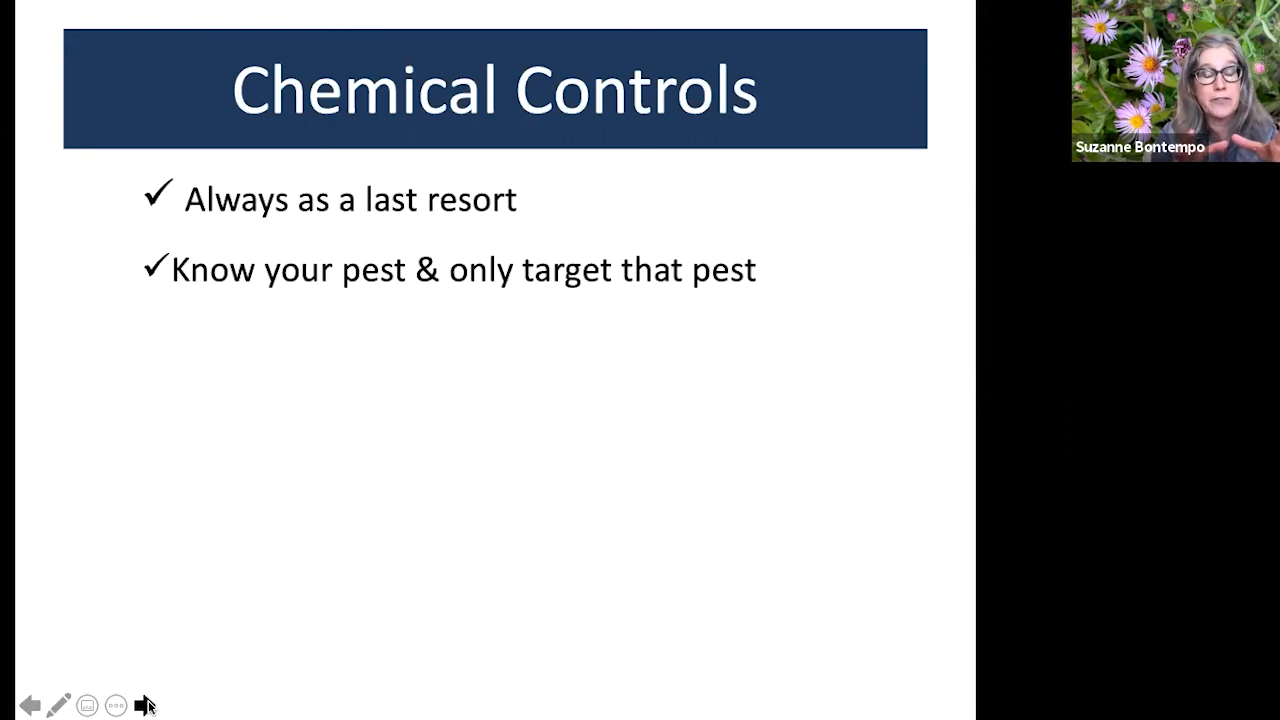 Chemical Controls
✓ Always as a last resort
✓Know your pest & only target that pest
Suzanne Bontempo